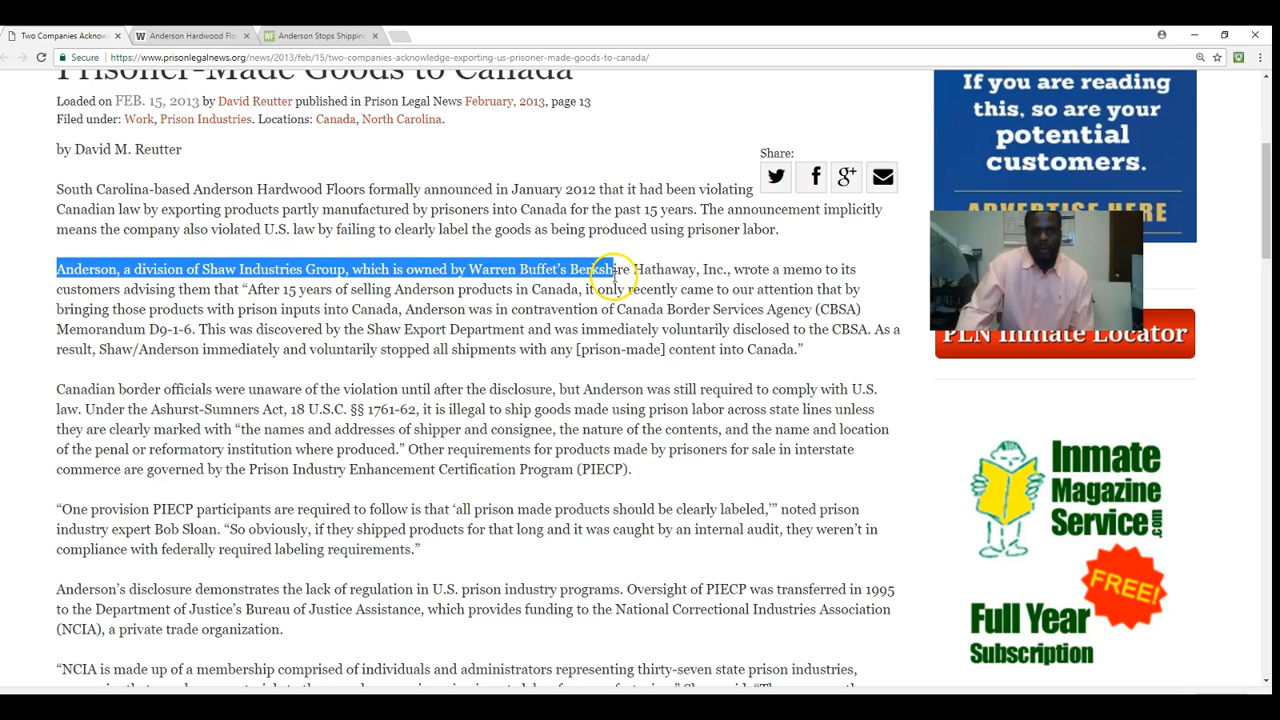 Two Companies Acknow
Anderson Hardwood Flo
Anderson Stops Shipping
Secure
https://www.prisonlegalnews.org/news/2013/feb/15/two-companies-acknowledge-exporting-us-prisoner-made-goods-to-canada/
Prisoner-Made Goods to Canada
Loaded on FEB. 15, 2013 by David Reutter published in Prison Legal News February, 2013, page 13
Filed under: Work, Prison Industries. Locations: Canada, North Carolina.
by David M. Reutter
Share:
South Carolina-based Anderson Hardwood Floors formally announced in January 2012 that it had been violating
Canadian law by exporting products partly manufactured by prisoners into Canada for the past 15 years. The announcement implicitly
means the company also violated U.S. law by failing to clearly label the goods as being produced using prisoner labor.
Anderson, a division of Shaw Industries Group, which is owned by Warren Buffet’s Berkshire Hathaway, Inc., wrote a memo to its
customers advising them that “After 15 years of selling Anderson products in Canada, it only recently came to our attention that by
bringing those products with prison inputs into Canada, Anderson was in contravention of Canada Border Services Agency (CBSA)
Memorandum D9-1-6. This was discovered by the Shaw Export Department and was immediately voluntarily disclosed to the CBSA. As a
result, Shaw/Anderson immediately and voluntarily stopped all shipments with any [prison-made] content into Canada.”
Canadian border officials were unaware of the violation until after the disclosure, but Anderson was still required to comply with U.S.
law. Under the Ashurst-Sumners Act, 18 U.S.C. §§ 1761-62, it is illegal to ship goods made using prison labor across state lines unless
they are clearly marked with “the names and addresses of shipper and consignee, the nature of the contents, and the name and location
of the penal or reformatory institution where produced.” Other requirements for products made by prisoners for sale in interstate
commerce are governed by the Prison Industry Enhancement Certification Program (PIECP).
“One provision PIECP participants are required to follow is that ‘all prison made products should be clearly labeled,’” noted prison
industry expert Bob Sloan. “So obviously, if they shipped products for that long and it was caught by an internal audit, they weren’t in
compliance with federally required labeling requirements.”
Anderson’s disclosure demonstrates the lack of regulation in U.S. prison industry programs. Oversight of PIECP was transferred in 1995
to the Department of Justice’s Bureau of Justice Assistance, which provides funding to the National Correctional Industries Association
(NCIA), a private trade organization.
“NCIA is made up of a membership comprised of individuals and administrators representing thirty-seven state prison industries,
If you are reading
this, so are your
potential
customers.
ADVERTISE HERE
PLN Inmate Locator
Inmate
Magazine
Service.com
FREE!
Full Year
Subscription